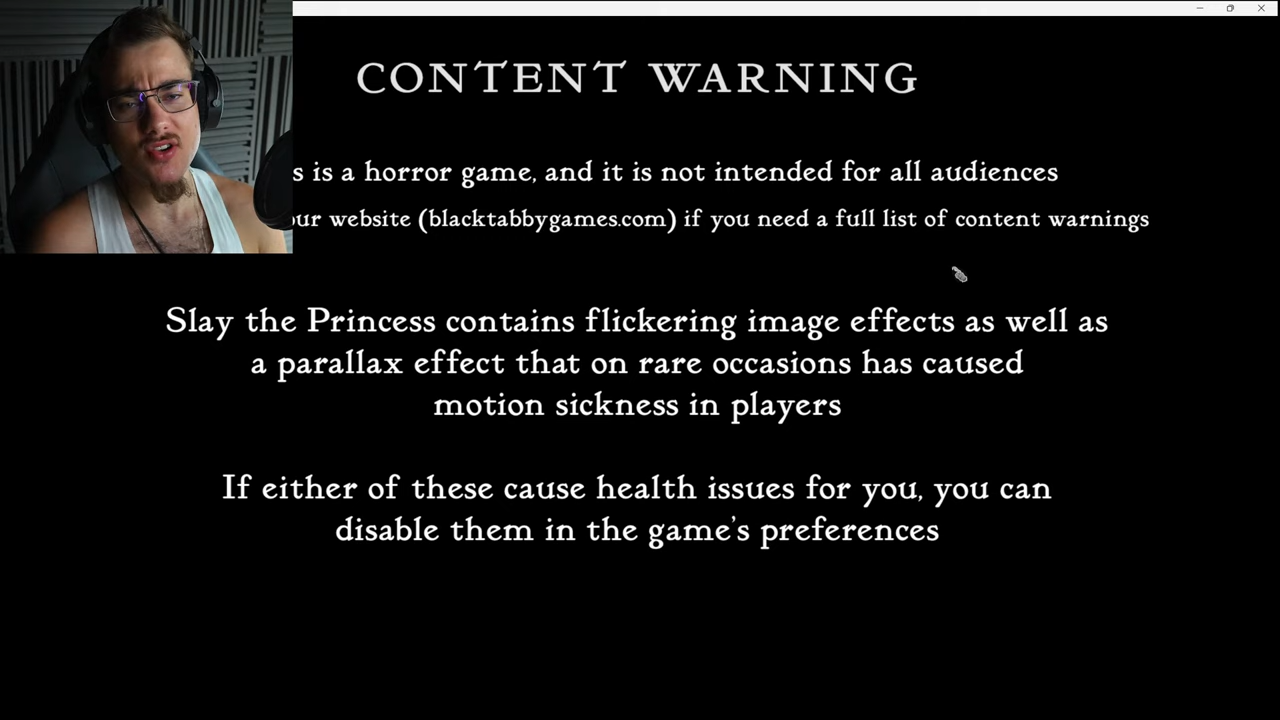 CONTENT WARNING
is a horror game, and it is not intended for all audiences
website (blacktabbygames.com) if you need a full list of content warnings
Slay the Princess contains flickering image effects as well as
a parallax effect that on rare occasions has caused
motion sickness in players
If either of these cause health issues for you, you can
disable them in the game's preferences